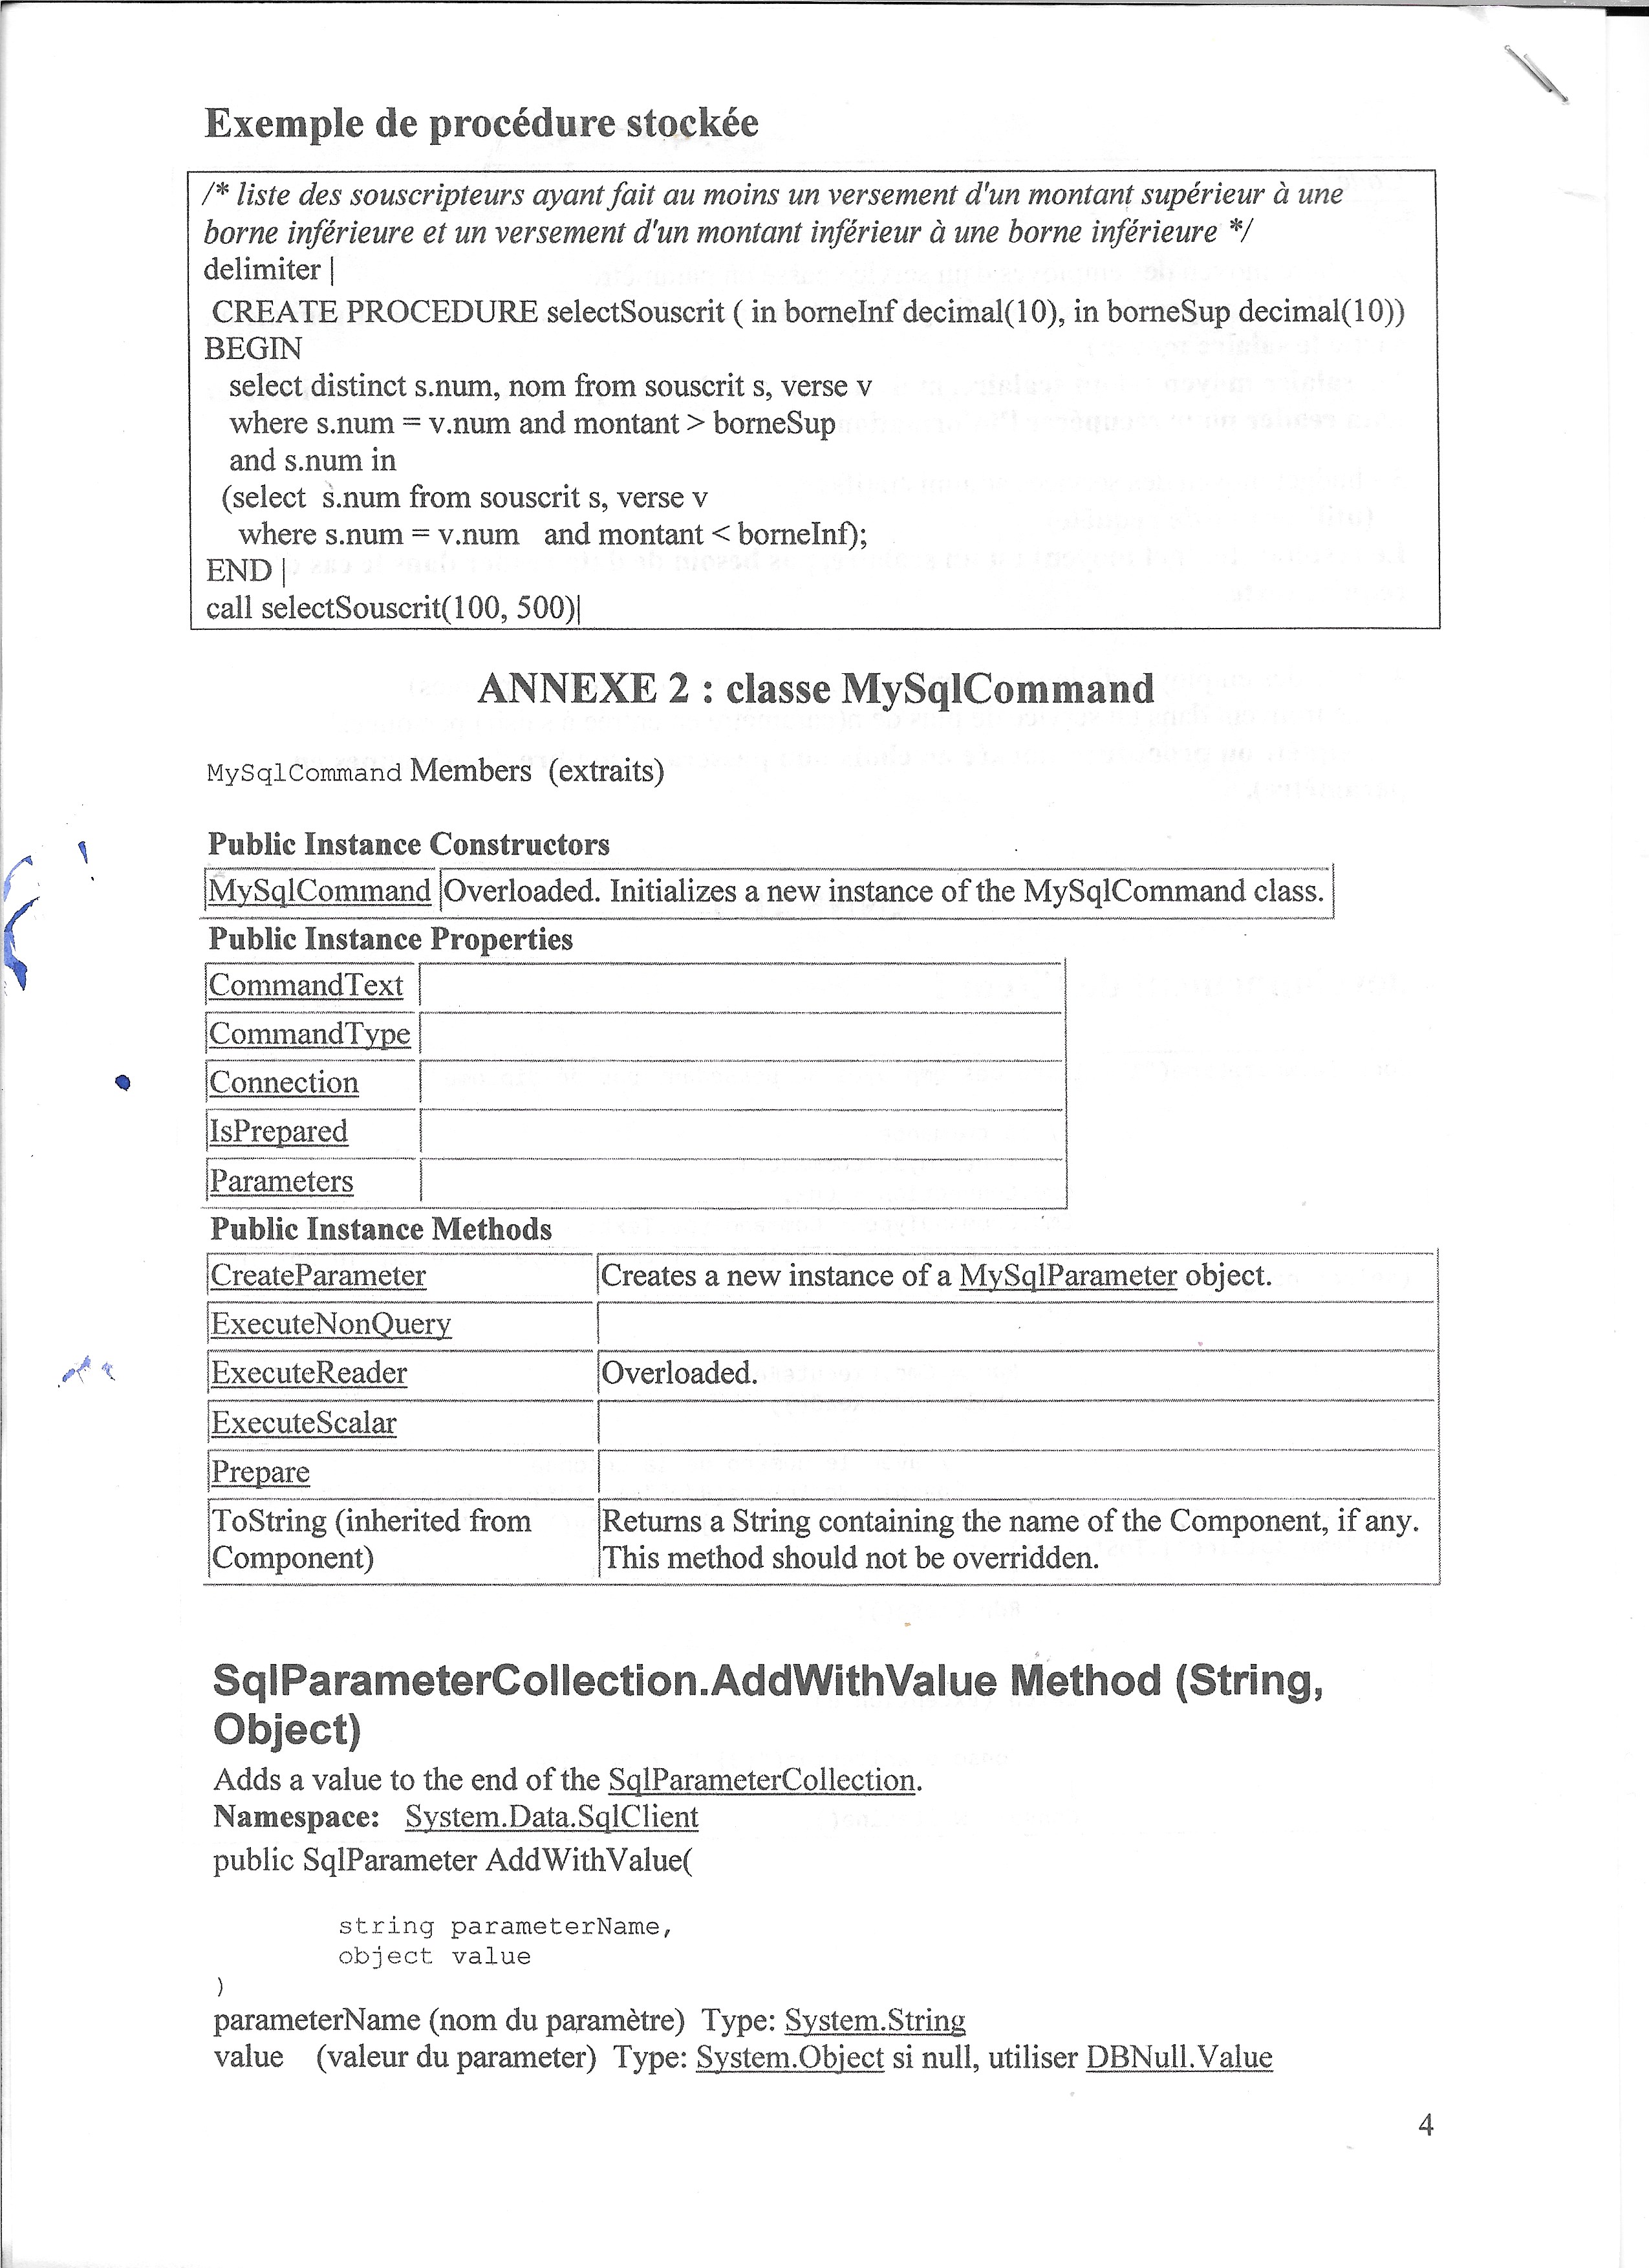 Exemple de procédure stockée
/* liste des souscripteurs ayant fait au moins un versement d'un montant supérieur à une
borne inférieure et un versement d'un montant inférieur à une borne inférieure */
delimiter |
CREATE PROCEDURE selectSouscrit ( in borneInf decimal(10), in borneSup decimal(10))
BEGIN
select distinct s.num, nom from souscrit s, verse v
where s.num = v.num and montant > borneSup
and s.num in
(select s.num from souscrit s, verse v
where s.num = v.num and montant < borneInf);
END |
call selectSouscrit(100, 500)|
ANNEXE 2 : classe MySqlCommand
MySqlCommand Members (extraits)
Public Instance Constructors
MySqlCommand Overloaded. Initializes a new instance of the MySqlCommand class.
Public Instance Properties
CommandText
CommandType
Connection
IsPrepared
Parameters
Public Instance Methods
CreateParameter Creates a new instance of a MySqlParameter object.
ExecuteNonQuery
ExecuteReader Overloaded.
ExecuteScalar
Prepare
ToString (inherited from Returns a String containing the name of the Component, if any.
Component) This method should not be overridden.
SqlParameterCollection.AddWithValue Method (String,
Object)
Adds a value to the end of the SqlParameterCollection.
Namespace: System.Data.SqlClient
public SqlParameter AddWithValue(
string parameterName,
object value
)
parameterName (nom du paramètre) Type: System.String
value (valeur du parameter) Type: System.Object si null, utiliser DBNull.Value
4